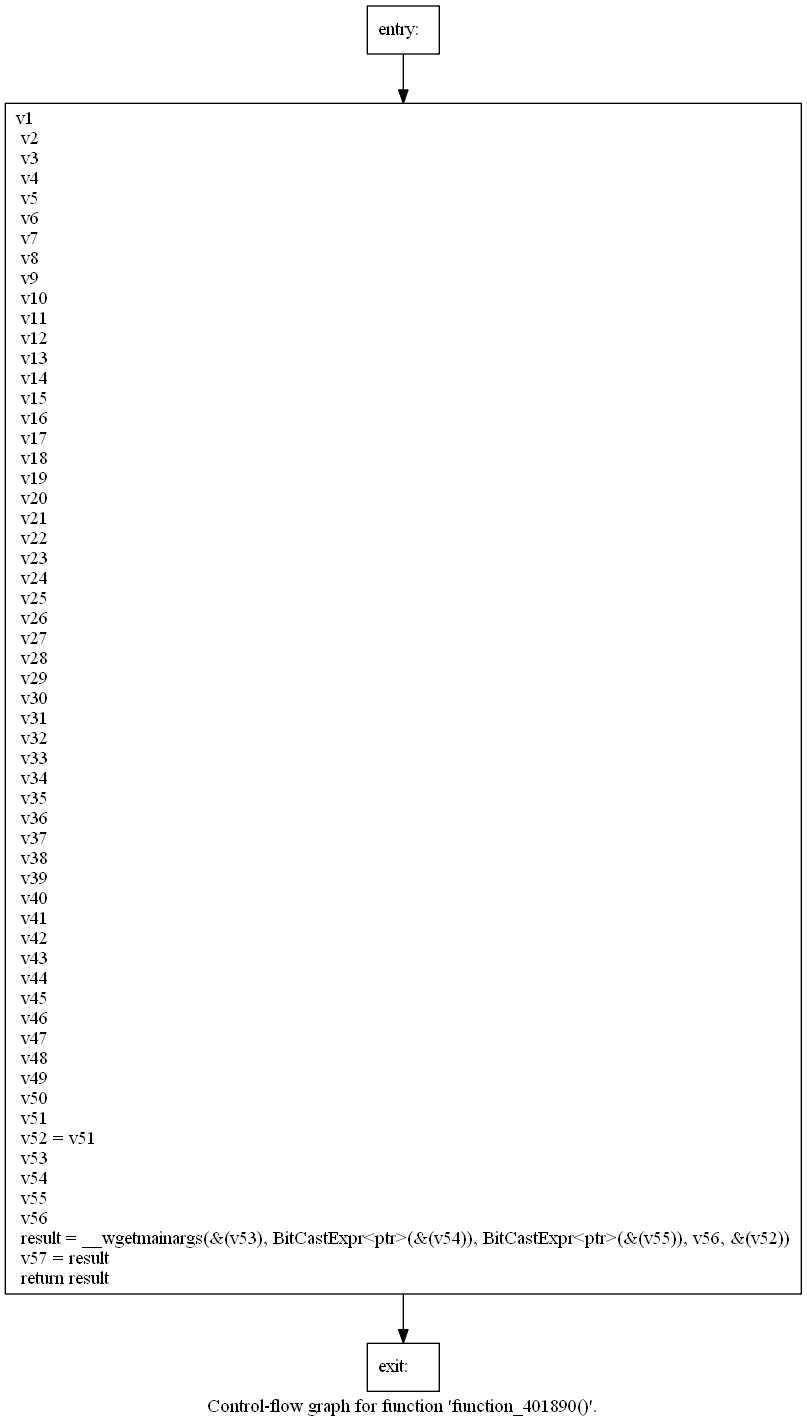 entry:
v1
v2
v3
v4
v5
v6
v7
v8
v9
v10
v11
v12
v13
v14
v15
v16
v17
v18
v19
v20
v21
v22
v23
v24
v25
v26
v27
v28
v29
v30
v31
v32
v33
v34
v35
v36
v37
v38
v39
v40
v41
v42
v43
v44
v45
v46
v47
v48
v49
v50
v51
v52 = v51
v53
v54
v55
v56
result = __wgetmainargs(&(v53), BitCastExpr<ptr>(&(v54)), BitCastExpr<ptr>(&(v55)), v56, &(v52))
v57 = result
return result
exit:
Control-flow graph for function 'function_401890()'.